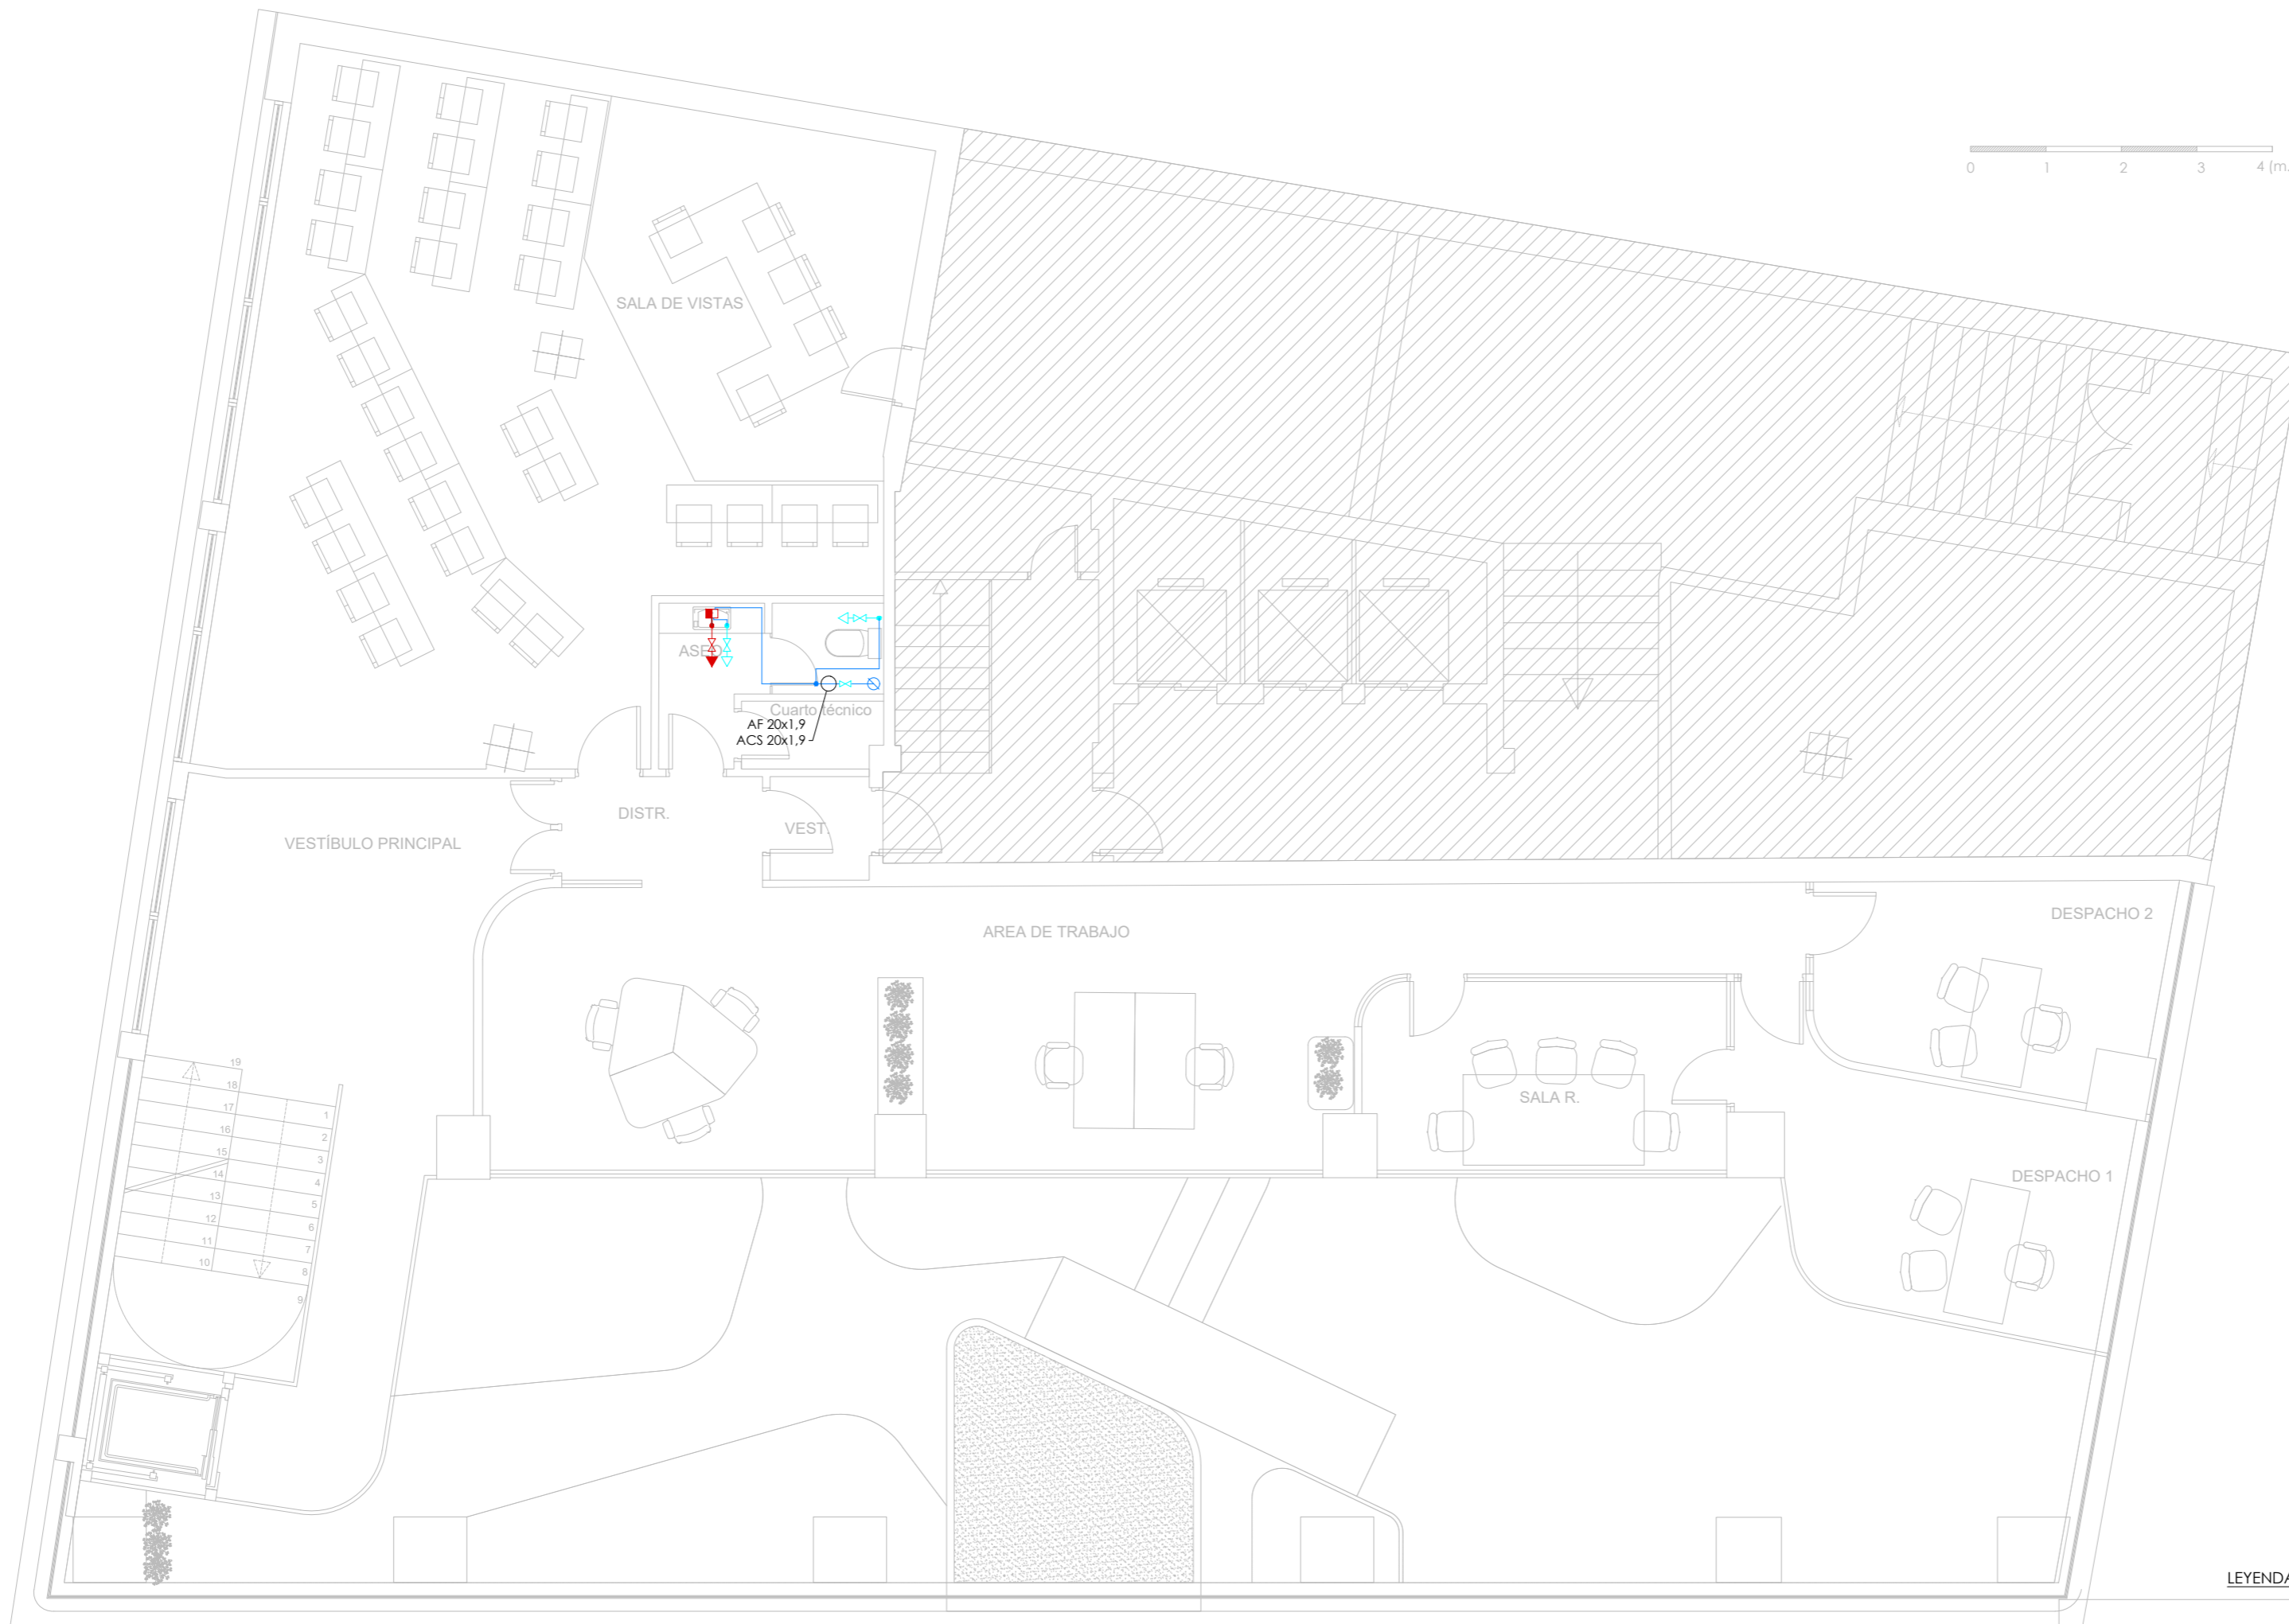 0 1 2 3 4 (m.
SALA DE VISTAS
ASEO
Cuarto técnico
AF 20x1,9
ACS 20x1,9
DISTR.
VEST.
VESTÍBULO PRINCIPAL
DESPACHO 2
AREA DE TRABAJO
19
18
17
16
15
14
13
12
11
10
1
2
3
4
5
6
7
8
9
SALA R.
DESPACHO 1
LEYENDA